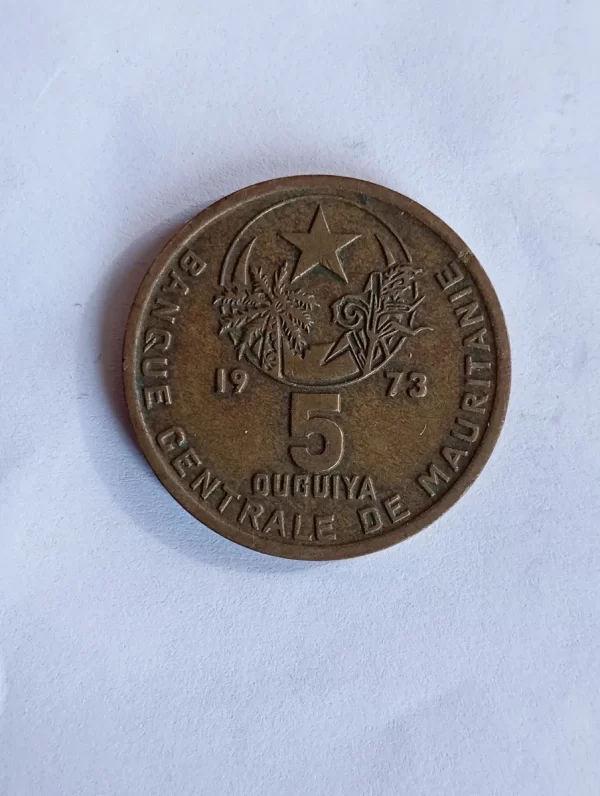 19 73
5
OUGUIYA
BANQUE CENTRALE DE MAURITANIE